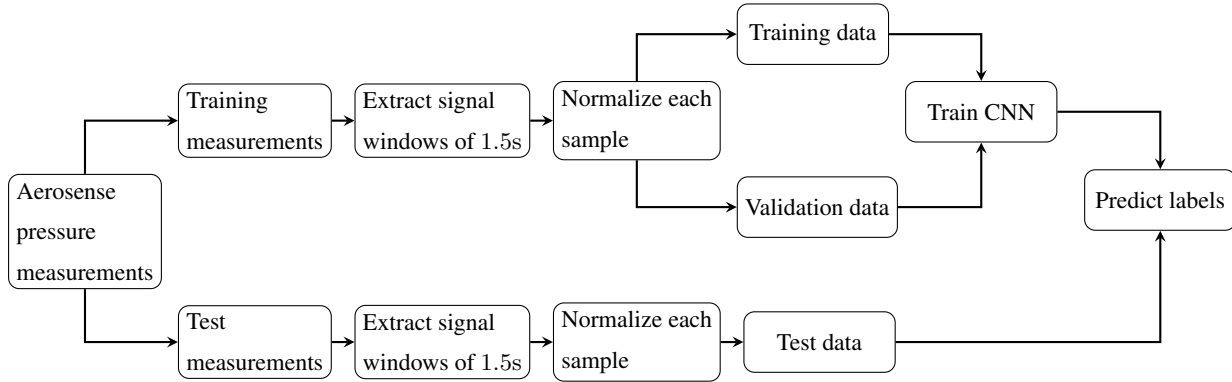 Aerosense
pressure
measurements
Training
measurements
Extract signal
windows of 1.5s
Normalize each
sample
Training data
Validation data
Train CNN
Predict labels
Test
measurements
Extract signal
windows of 1.5s
Normalize each
sample
Test data